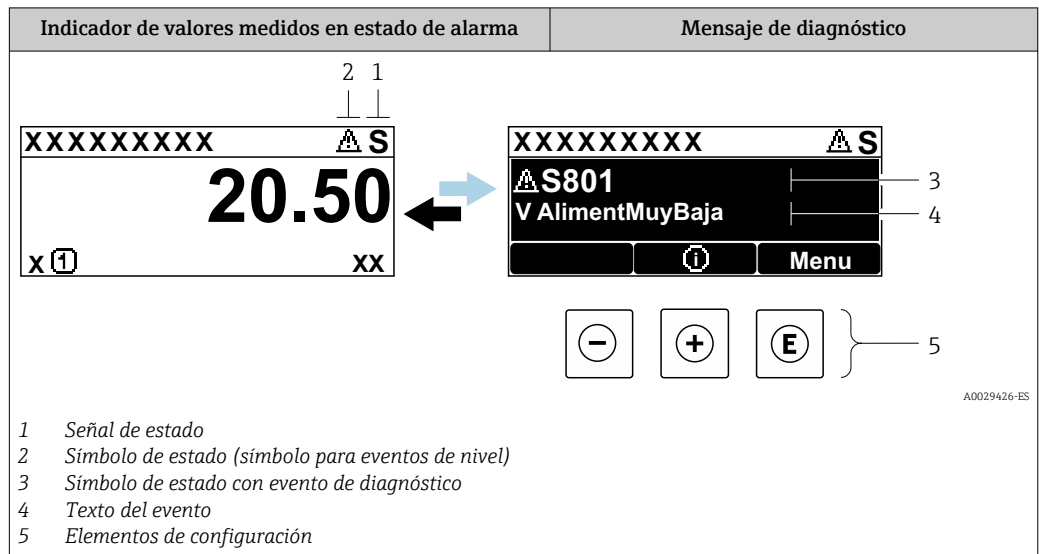 Indicador de valores medidos en estado de alarma
Mensaje de diagnóstico
2 1
XXXXXXXXX S
20.50
X 1 XX
XXXXXXXXX S
S801
V AlimentMuyBaja
i Menu
3
4
- + E
5
A0029426-ES
1 Señal de estado
2 Símbolo de estado (símbolo para eventos de nivel)
3 Símbolo de estado con evento de diagnóstico
4 Texto del evento
5 Elementos de configuración